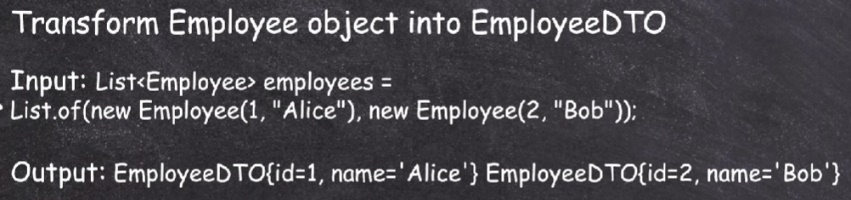 Transform Employee object into EmployeeDTO
Input: List<Employee> employees =
List.of(new Employee(1, "Alice"), new Employee(2, "Bob"));
Output: EmployeeDTO{id=1, name='Alice'} EmployeeDTO{id=2, name='Bob'}